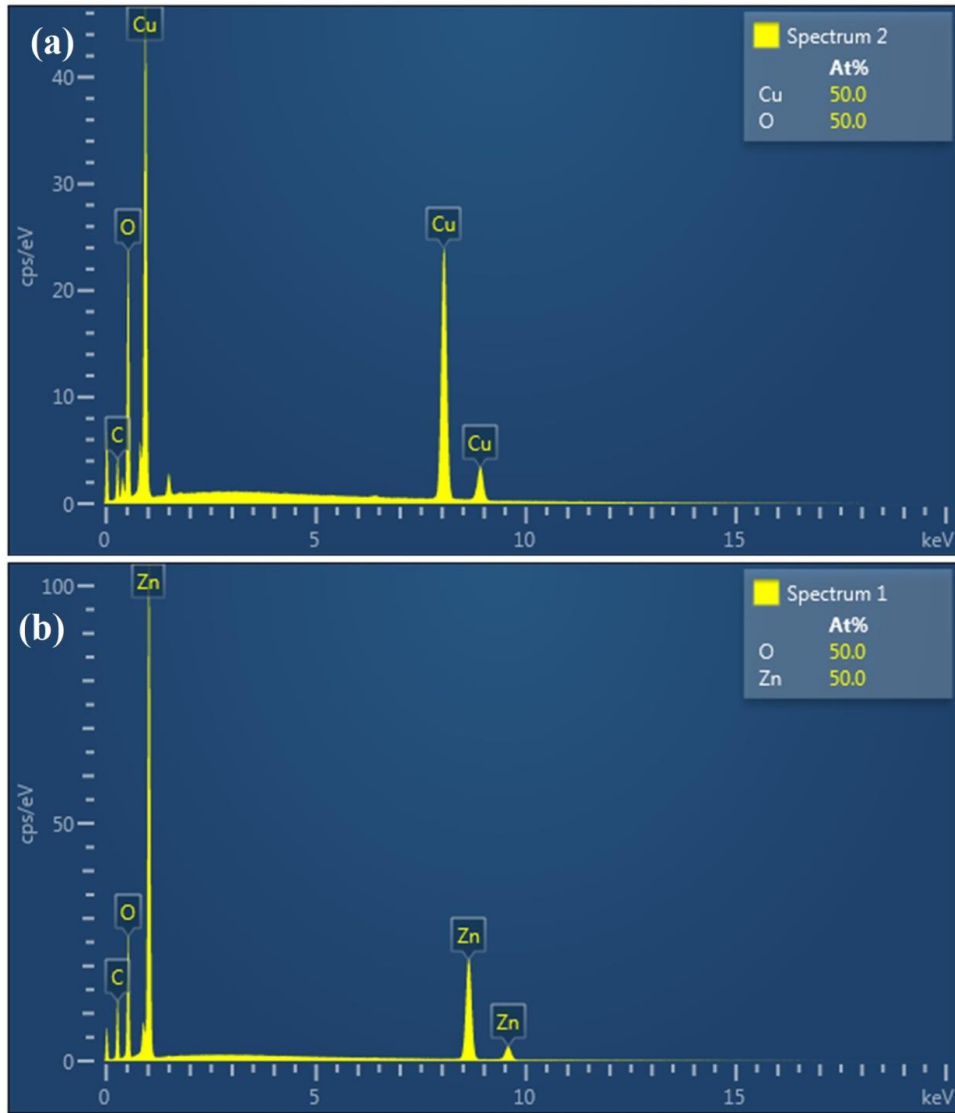 (a)
Cu
Spectrum 2
At%
Cu 50.0
O 50.0
40
30
O
Cu
cps/eV
20
10
C
Cu
0
0 5 10 15 keV
(b)
Zn
Spectrum 1
At%
O 50.0
Zn 50.0
100
cps/eV
50
O
Zn
C
Zn
0
0 5 10 15 keV